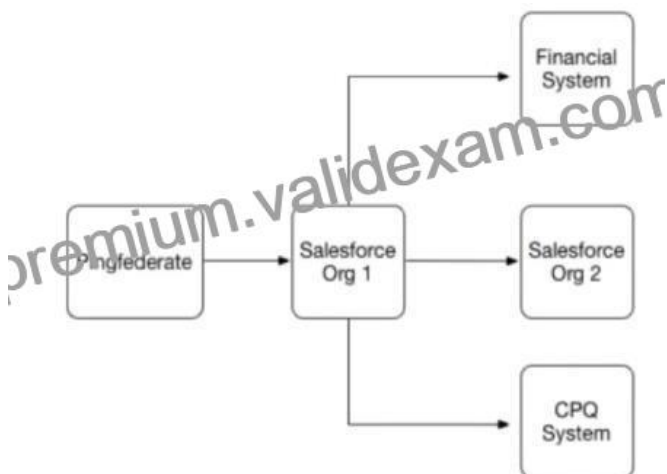 Financial
System
premium.validexam.com
Pingfederate
Salesforce
Org 1
Salesforce
Org 2
CPQ
System